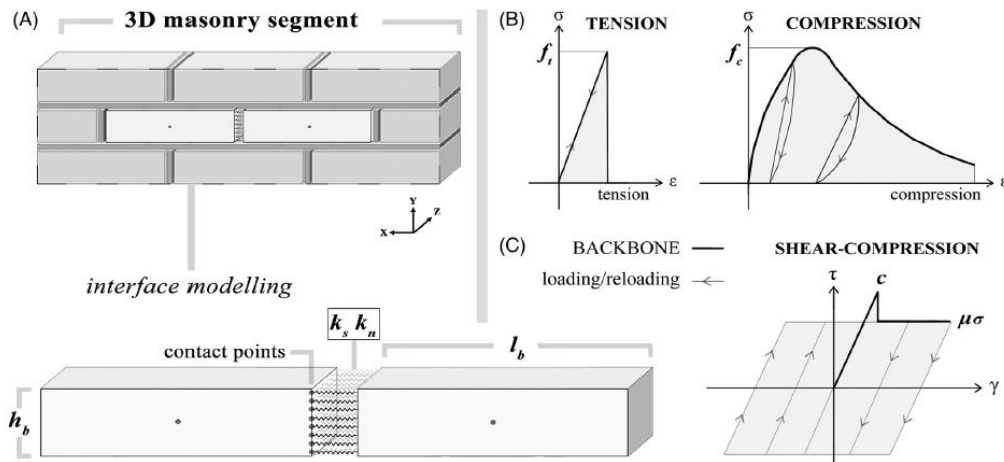 (A)
3D masonry segment
Y
Z
X
interface modelling
k_s k_n
contact points
l_b
h_b
(B)
σ
TENSION
f_t
ε
tension
σ
COMPRESSION
f_c
ε
compression
(C)
BACKBONE
loading/reloading
SHEAR-COMPRESSION
τ
c
μσ
γ